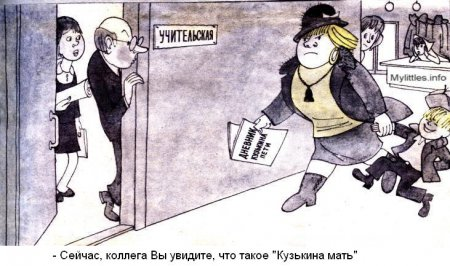 УЧИТЕЛЬСКАЯ
Mylittles.info
ДНЕВНИК
КУЗЬКИНА
ПЕТИ
- Сейчас, коллега Вы увидите, что такое "Кузькина мать"